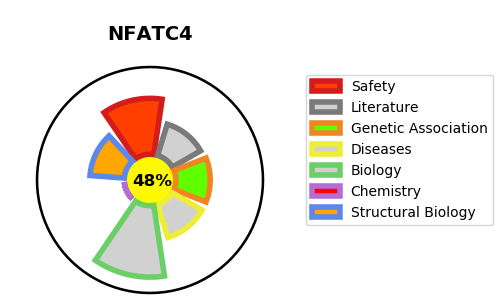 NFATC4
48%
Safety
Literature
Genetic Association
Diseases
Biology
Chemistry
Structural Biology